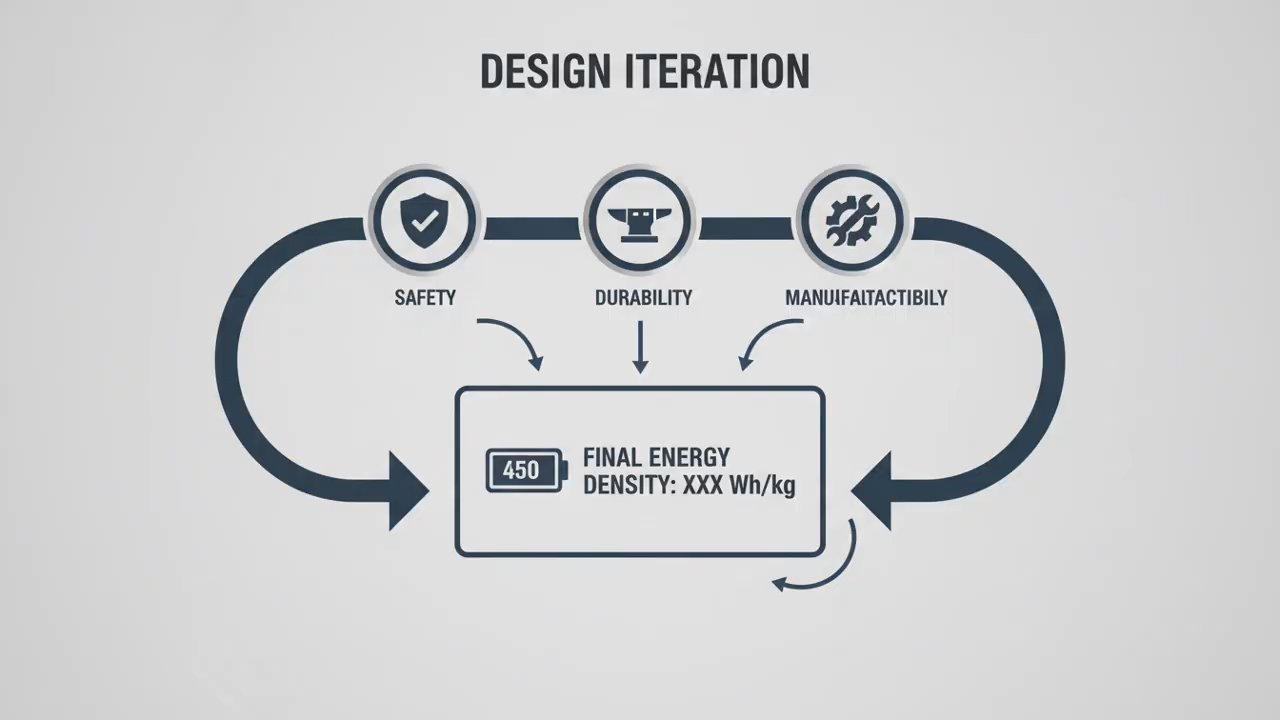 DESIGN ITERATION
SAFETY
DURABILITY
MANUIFAITACTIBILY
450
FINAL ENERGY
DENSITY: XXX Wh/kg